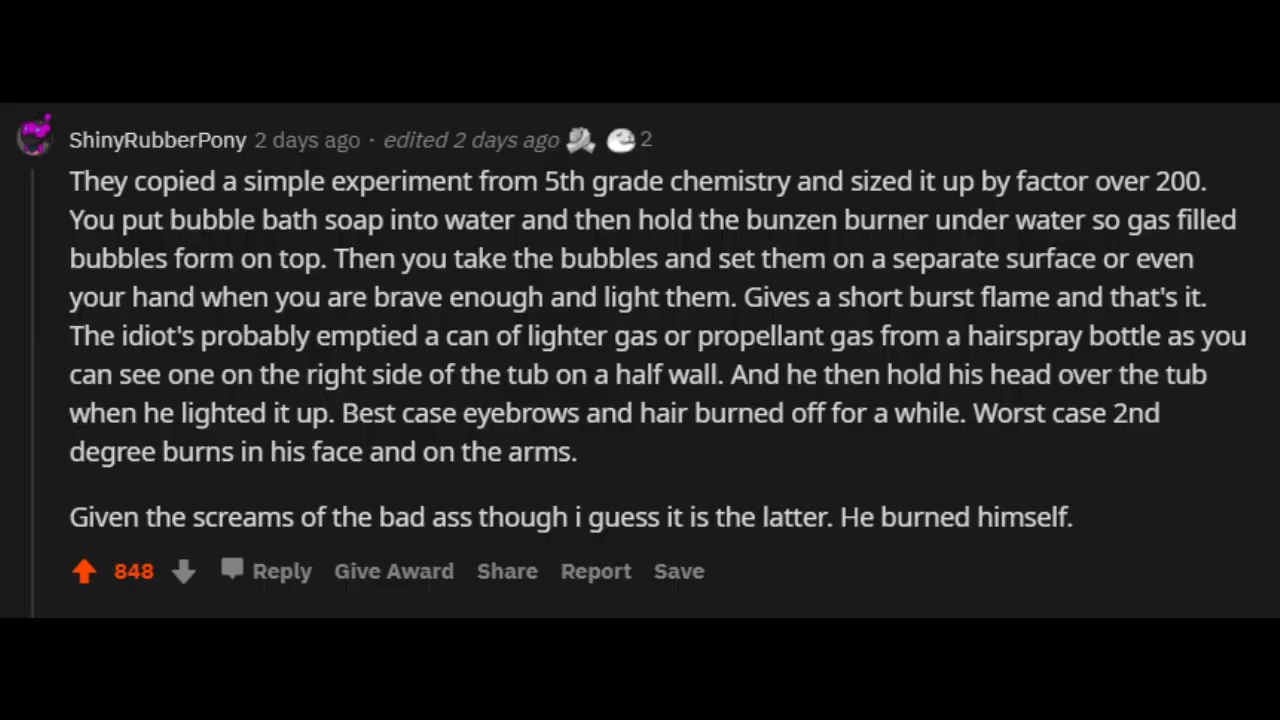 ShinyRubberPony 2 days ago · edited 2 days ago 2
They copied a simple experiment from 5th grade chemistry and sized it up by factor over 200.
You put bubble bath soap into water and then hold the bunzen burner under water so gas filled
bubbles form on top. Then you take the bubbles and set them on a separate surface or even
your hand when you are brave enough and light them. Gives a short burst flame and that's it.
The idiot's probably emptied a can of lighter gas or propellant gas from a hairspray bottle as you
can see one on the right side of the tub on a half wall. And he then hold his head over the tub
when he lighted it up. Best case eyebrows and hair burned off for a while. Worst case 2nd
degree burns in his face and on the arms.
Given the screams of the bad ass though i guess it is the latter. He burned himself.
848 Reply Give Award Share Report Save